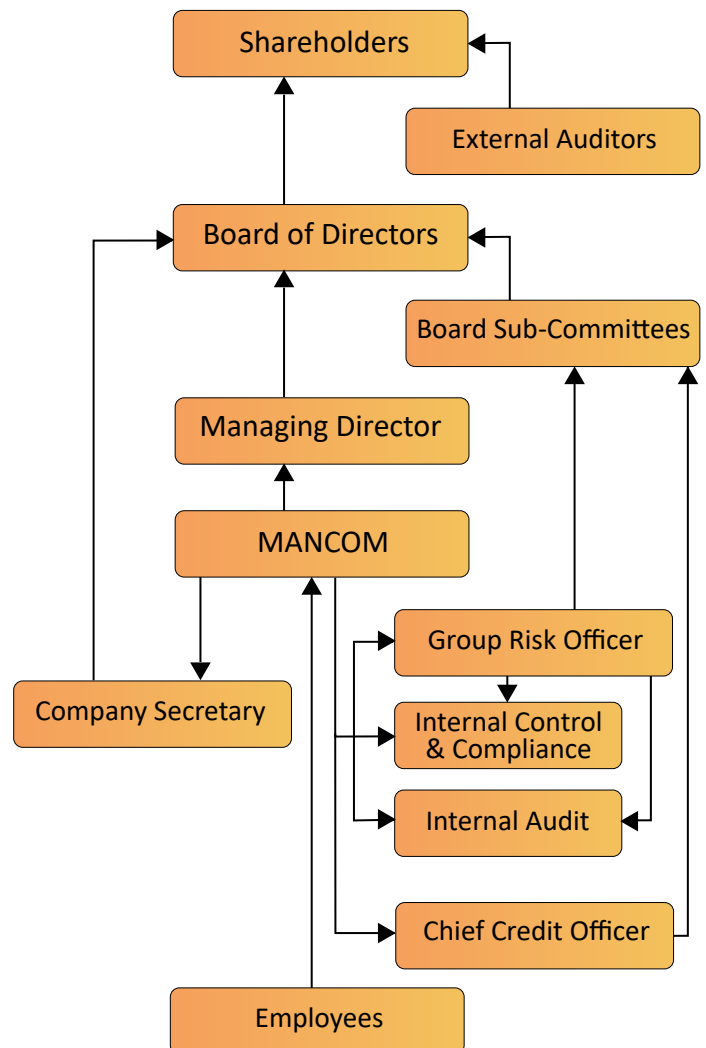 Shareholders
External Auditors
Board of Directors
Board Sub-Committees
Managing Director
MANCOM
Group Risk Officer
Company Secretary
Internal Control
& Compliance
Internal Audit
Chief Credit Officer
Employees